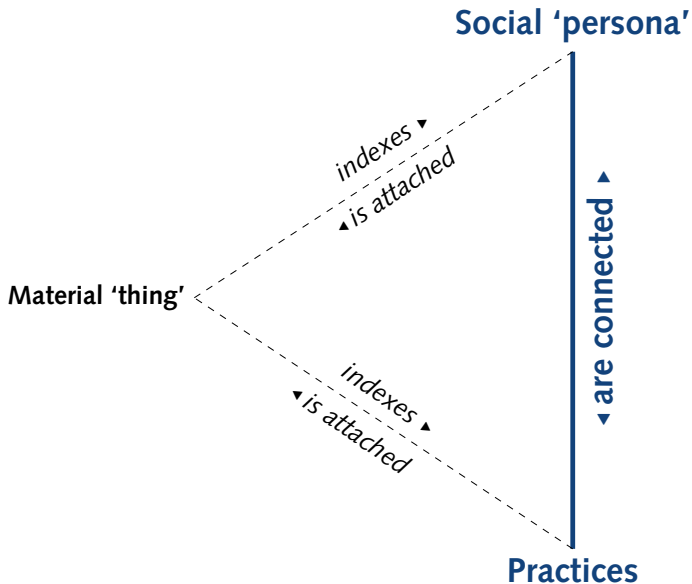 Social ‘persona’
indexes
is attached
are connected
Material ‘thing’
indexes
is attached
Practices